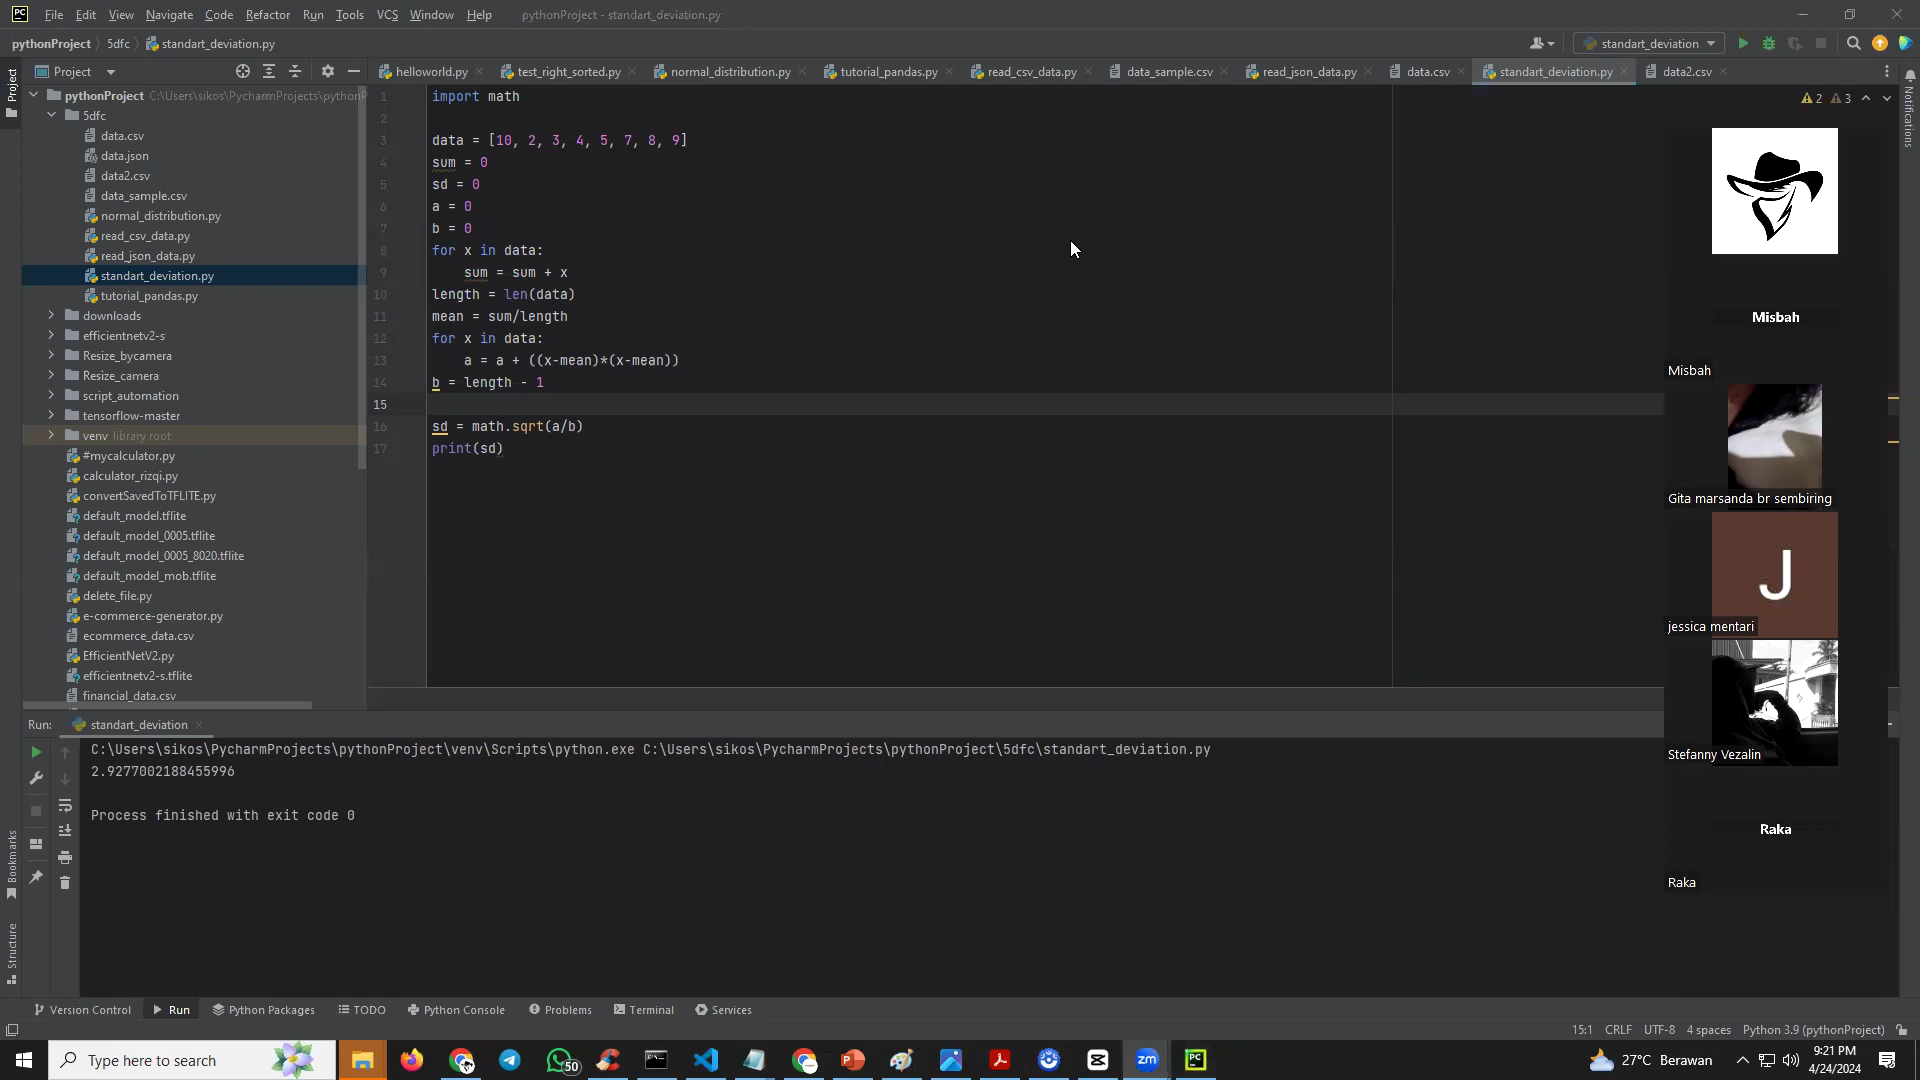 PC File Edit View Navigate Code Refactor Run Tools VCS Window Help pythonProject - standart_deviation.py
pythonProject 5dfc standart_deviation.py standart_deviation
Project
Project
helloworld.py test_right_sorted.py normal_distribution.py tutorial_pandas.py read_csv_data.py data_sample.csv read_json_data.py data.csv standart_deviation.py data2.csv
Notifications
2 3
pythonProject C:\Users\sikos\PycharmProjects\pythonP
5dfc
data.csv
data.json
data2.csv
data_sample.csv
normal_distribution.py
read_csv_data.py
read_json_data.py
standart_deviation.py
tutorial_pandas.py
downloads
efficientnetv2-s
Resize_bycamera
Resize_camera
script_automation
tensorflow-master
venv library root
#mycalculator.py
calculator_rizqi.py
convertSavedToTFLITE.py
default_model.tflite
default_model_0005.tflite
default_model_0005_8020.tflite
default_model_mob.tflite
delete_file.py
e-commerce-generator.py
ecommerce_data.csv
EfficientNetV2.py
efficientnetv2-s.tflite
financial_data.csv
1 import math
2
3 data = [10, 2, 3, 4, 5, 7, 8, 9]
4 sum = 0
5 sd = 0
6 a = 0
7 b = 0
8 for x in data:
9 sum = sum + x
10 length = len(data)
11 mean = sum/length
12 for x in data:
13 a = a + ((x-mean)*(x-mean))
14 b = length - 1
15
16 sd = math.sqrt(a/b)
17 print(sd)
Misbah
Misbah
Gita marsanda br sembiring
J
jessica mentari
Stefanny Vezalin
Raka
Raka
Run: standart_deviation
C:\Users\sikos\PycharmProjects\pythonProject\venv\Scripts\python.exe C:\Users\sikos\PycharmProjects\pythonProject\5dfc\standart_deviation.py
2.9277002188455996
Process finished with exit code 0
Bookmarks
Structure
Version Control Run Python Packages TODO Python Console Problems Terminal Services
15:1 CRLF UTF-8 4 spaces Python 3.9 (pythonProject)
Type here to search 50 zm PC 27°C Berawan 9:21 PM
4/24/2024